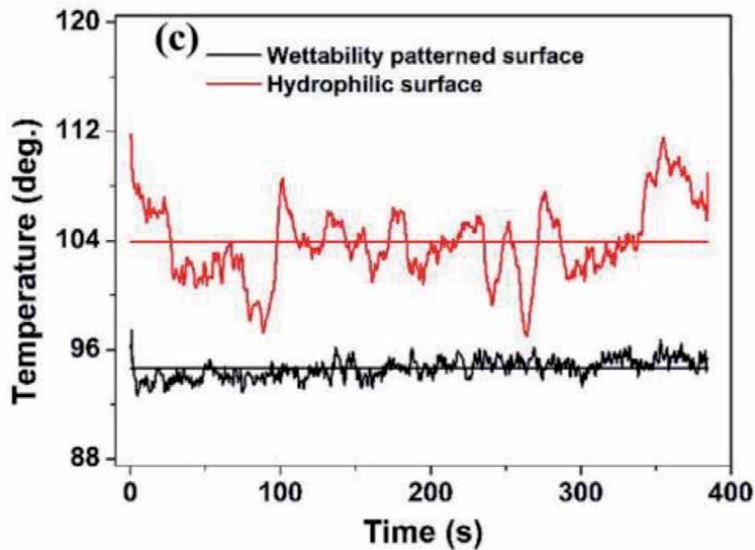 120
(c)
Wettability patterned surface
Hydrophilic surface
112
104
96
88
Temperature (deg.)
0 100 200 300 400
Time (s)